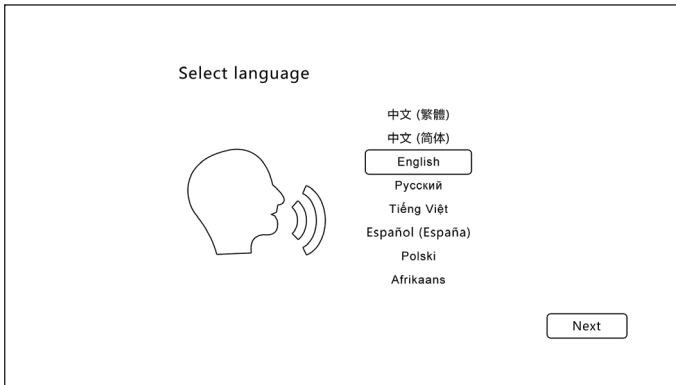 Select language
中文 (繁體)
中文 (简体)
English
Русский
Tiếng Việt
Español (España)
Polski
Afrikaans
Next